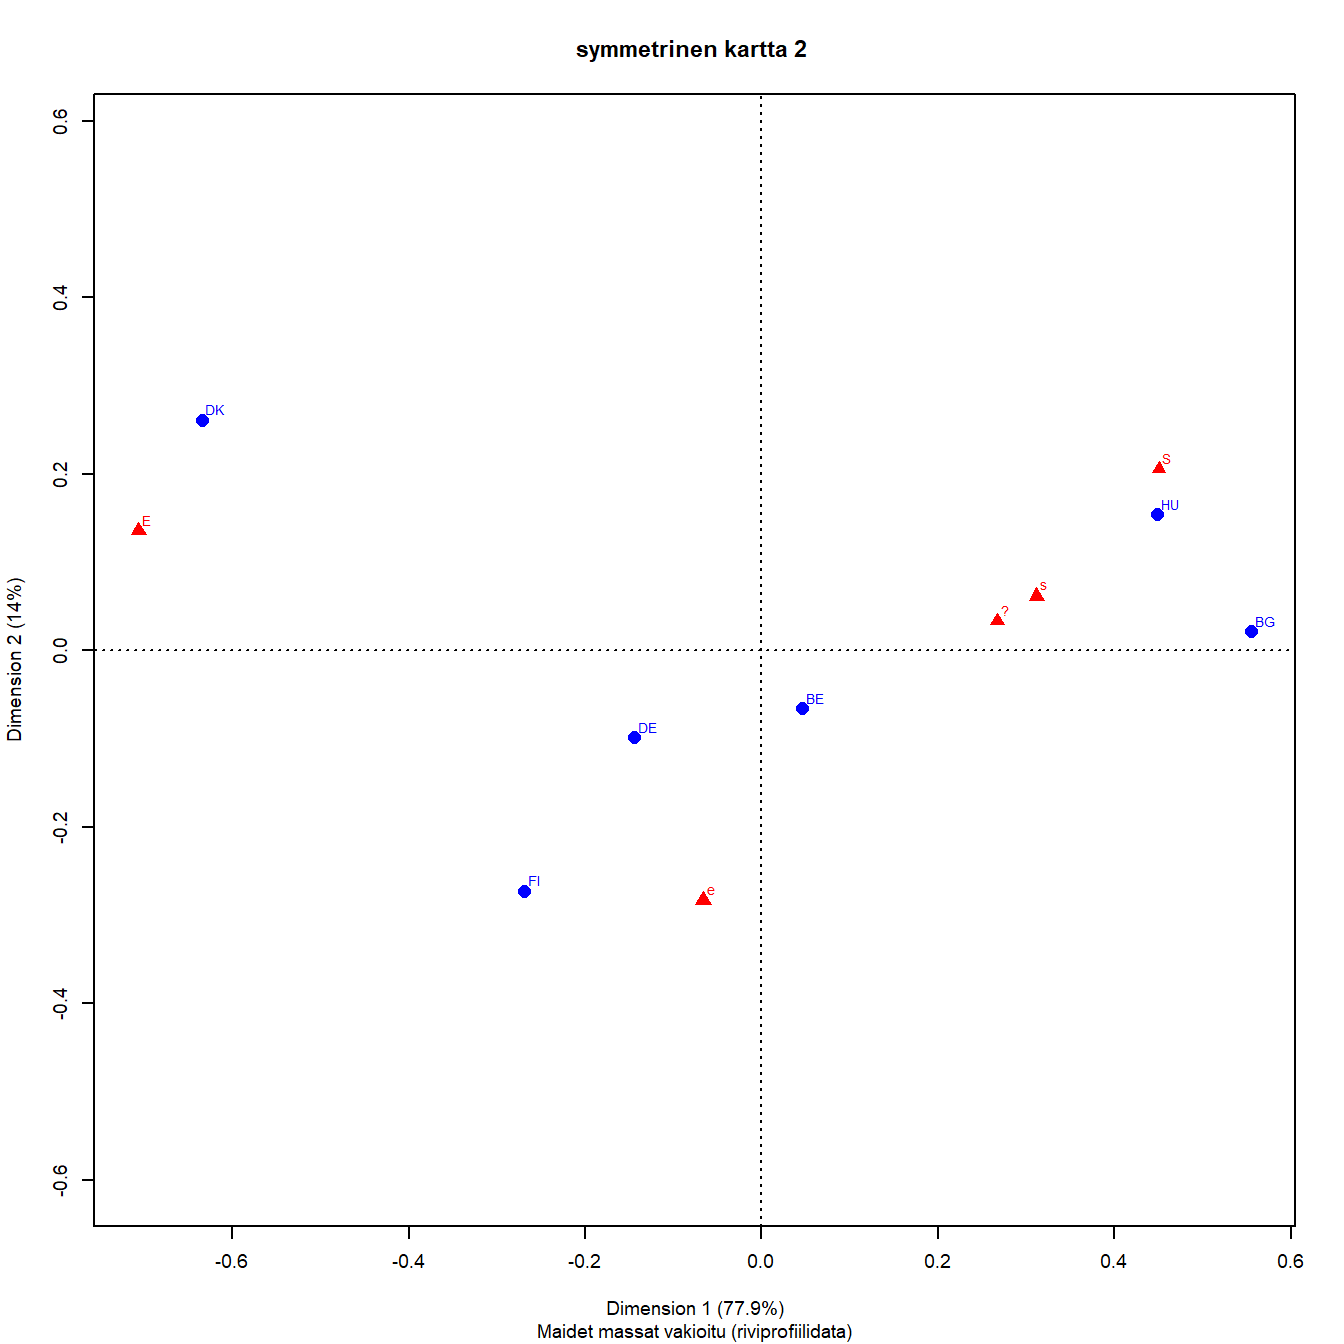 symmetrinen kartta 2
0.6
0.4
0.2
0.0
-0.2
-0.4
-0.6
Dimension 2 (14%)
DK
E
S
HU
s
?
BG
BE
DE
FI
e
-0.6
-0.4
-0.2
0.0
0.2
0.4
0.6
Dimension 1 (77.9%)
Maidet massat vakioitu (riviprofiilidata)